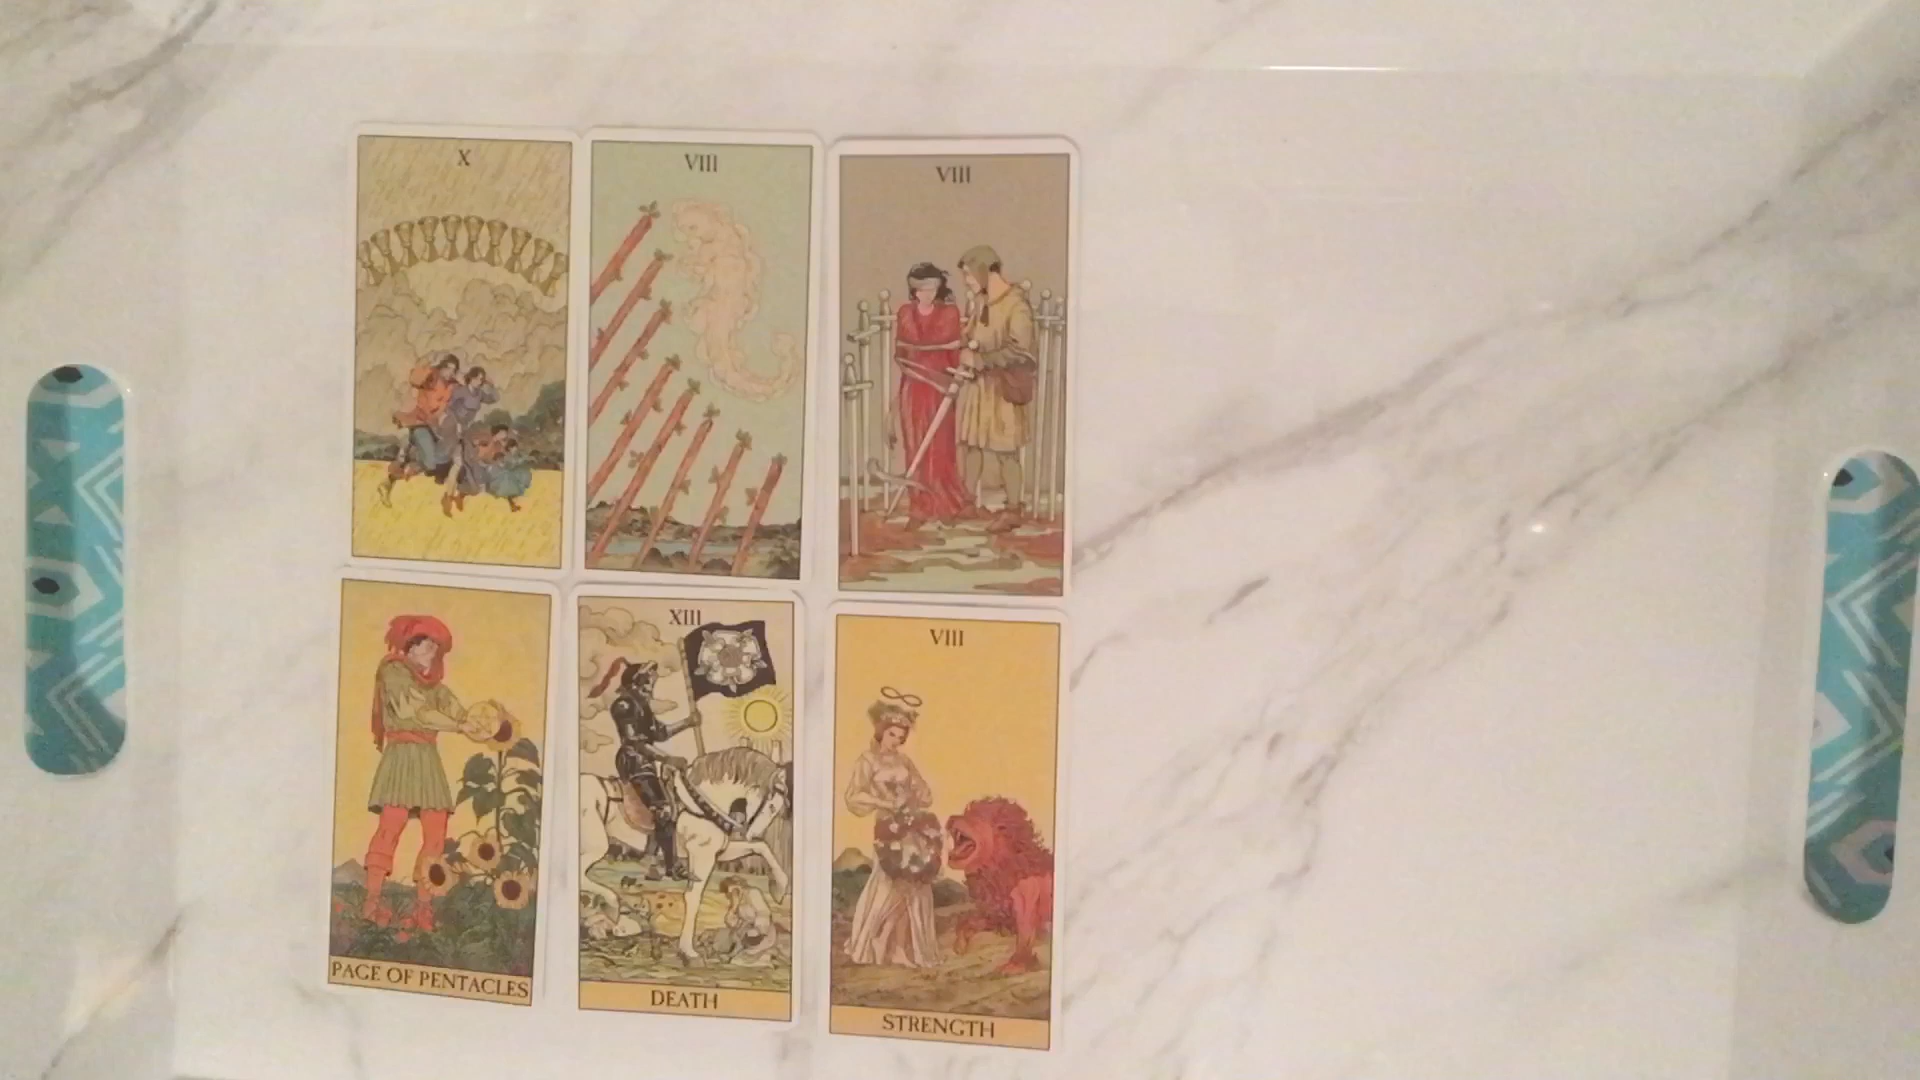 X
VIII
VIII
PAGE OF PENTACLES
XIII
DEATH
VIII
STRENGTH